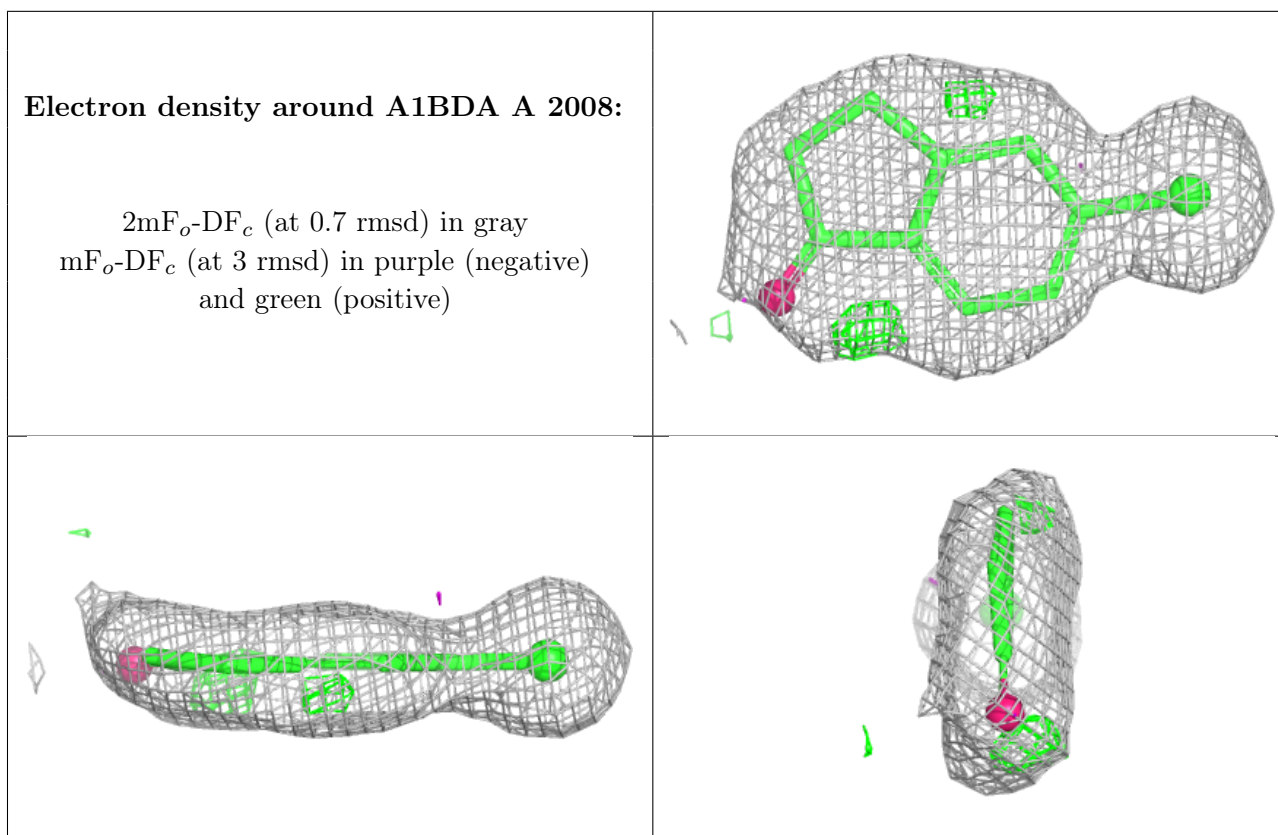 Electron density around A1BDA A 2008:
2mFo-DFc (at 0.7 rmsd) in gray
mFo-DFc (at 3 rmsd) in purple (negative)
and green (positive)